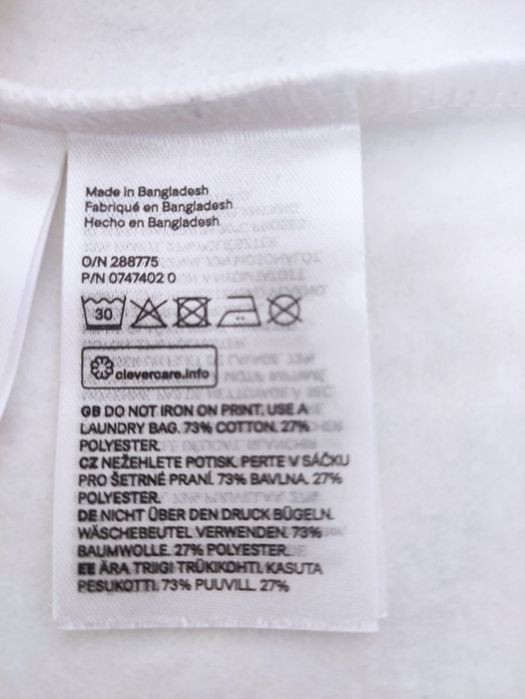 Made in Bangladesh
Fabriqué en Bangladesh
Hecho en Bangladesh
O/N 288775
P/N 0747402 0
30
clevercare.info
GB DO NOT IRON ON PRINT. USE A
LAUNDRY BAG. 73% COTTON. 27%
POLYESTER.
CZ NEŽEHLETE POTISK. PERTE V SÁČKU
PRO ŠETRNÉ PRANÍ. 73% BAVLNA. 27%
POLYESTER.
DE NICHT ÜBER DEN DRUCK BÜGELN.
WÄSCHEBEUTEL VERWENDEN. 73%
BAUMWOLLE. 27% POLYESTER.
EE ÄRA TRIIGI TRÜKIKOHTI. KASUTA
PESUKOTTI. 73% PUUVILL. 27%